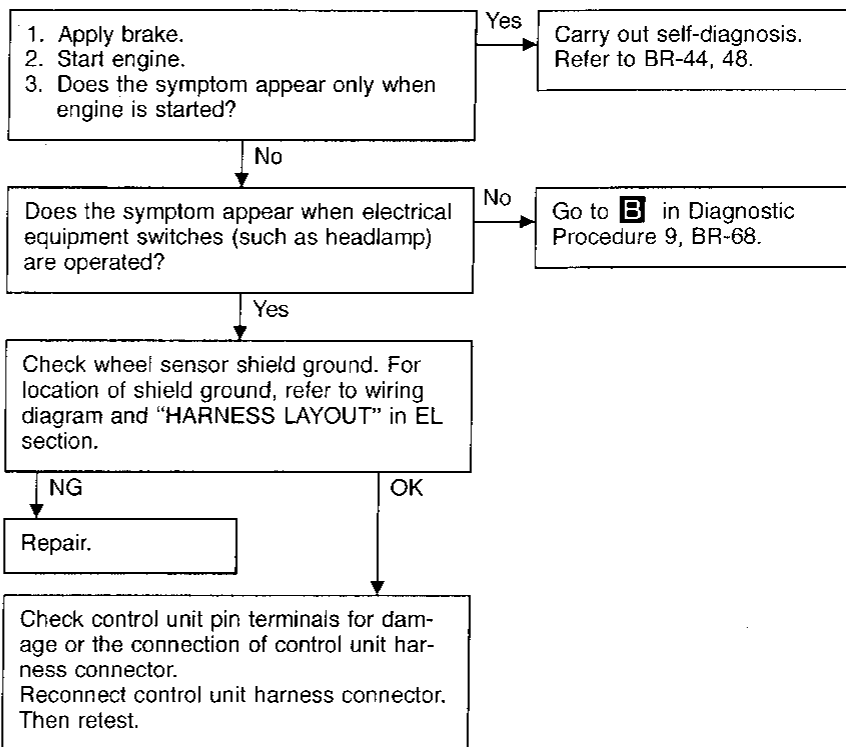 1. Apply brake.
2. Start engine.
3. Does the symptom appear only when
engine is started?
Yes
Carry out self-diagnosis.
Refer to BR-44, 48.
No
Does the symptom appear when electrical
equipment switches (such as headlamp)
are operated?
No
Go to B in Diagnostic
Procedure 9, BR-68.
Yes
Check wheel sensor shield ground. For
location of shield ground, refer to wiring
diagram and “HARNESS LAYOUT” in EL
section.
NG
OK
Repair.
Check control unit pin terminals for dam-
age or the connection of control unit har-
ness connector.
Reconnect control unit harness connector.
Then retest.